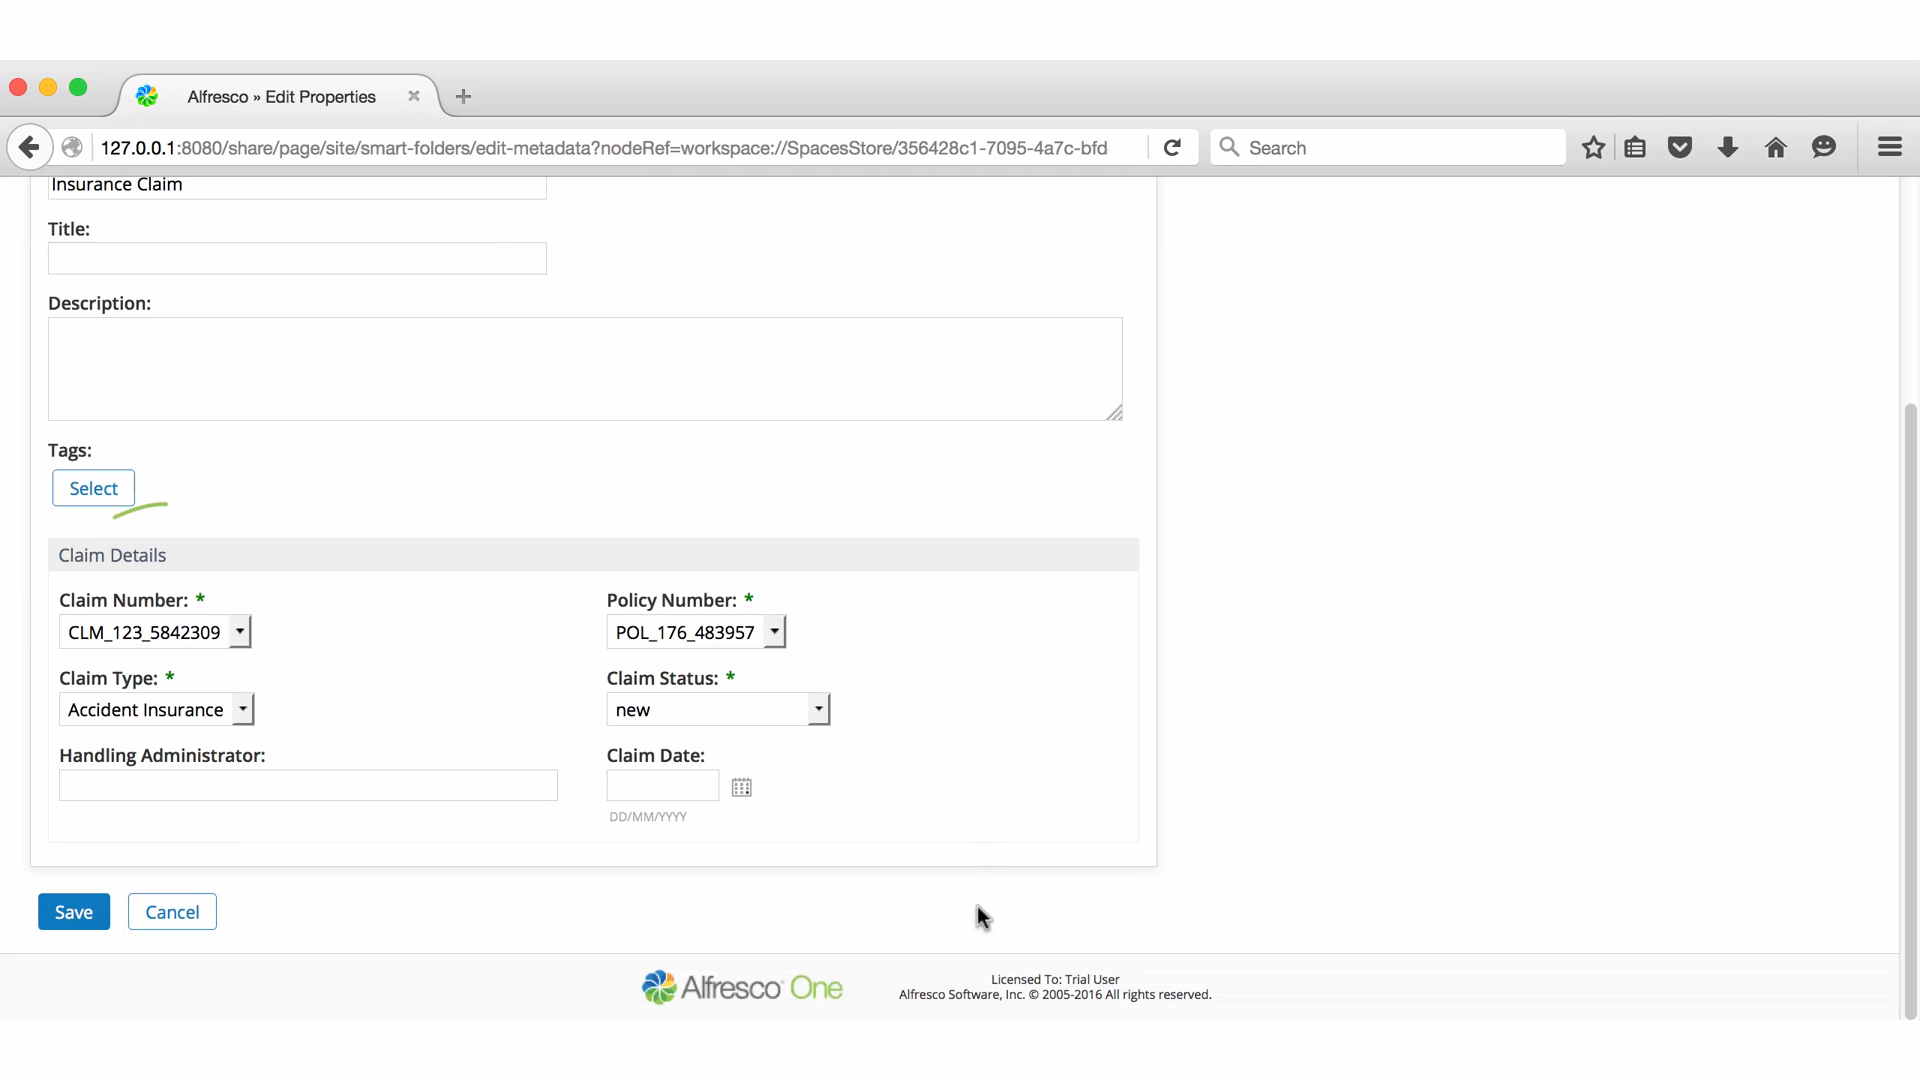 Alfresco » Edit Properties
127.0.0.1:8080/share/page/site/smart-folders/edit-metadata?nodeRef=workspace://SpacesStore/356428c1-7095-4a7c-bfd
Search
Insurance Claim
Title:
Description:
Tags:
Select
Claim Details
Claim Number: *
Policy Number: *
CLM_123_5842309
POL_176_483957
Claim Type: *
Claim Status: *
Accident Insurance
new
Handling Administrator:
Claim Date:
DD/MM/YYYY
Save
Cancel
Alfresco One
Licensed To: Trial User
Alfresco Software, Inc. © 2005-2016 All rights reserved.